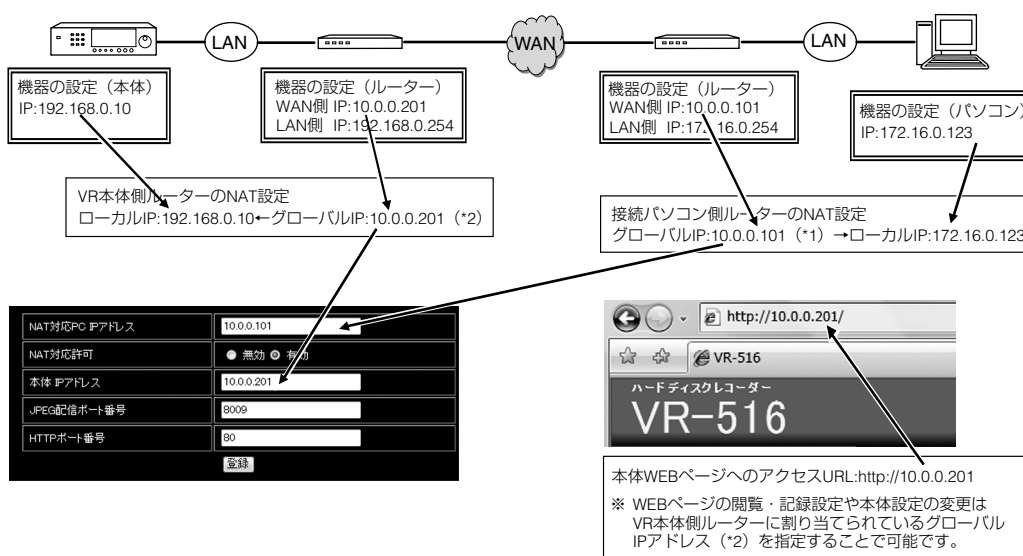 LAN
WAN
LAN
機器の設定（本体）
IP:192.168.0.10
機器の設定（ルーター）
WAN側 IP:10.0.0.201
LAN側 IP:192.168.0.254
機器の設定（ルーター）
WAN側 IP:10.0.0.101
LAN側 IP:172.16.0.254
機器の設定（パソコン）
IP:172.16.0.123
VR本体側ルーターのNAT設定
ローカルIP:192.168.0.10←グローバルIP:10.0.0.201（*2）
接続パソコン側ルーターのNAT設定
グローバルIP:10.0.0.101（*1）→ローカルIP:172.16.0.123
NAT対応PC IPアドレス 10.0.0.101
NAT対応許可 無効 有効
本体 IPアドレス 10.0.0.201
JPEG配信ポート番号 8009
HTTPポート番号 80
登録
http://10.0.0.201/
VR-516
ハードディスクレコーダー
VR-516
本体WEBページへのアクセスURL:http://10.0.0.201
※ WEBページの閲覧・記録設定や本体設定の変更は
VR本体側ルーターに割り当てられているグローバル
IPアドレス（*2）を指定することで可能です。